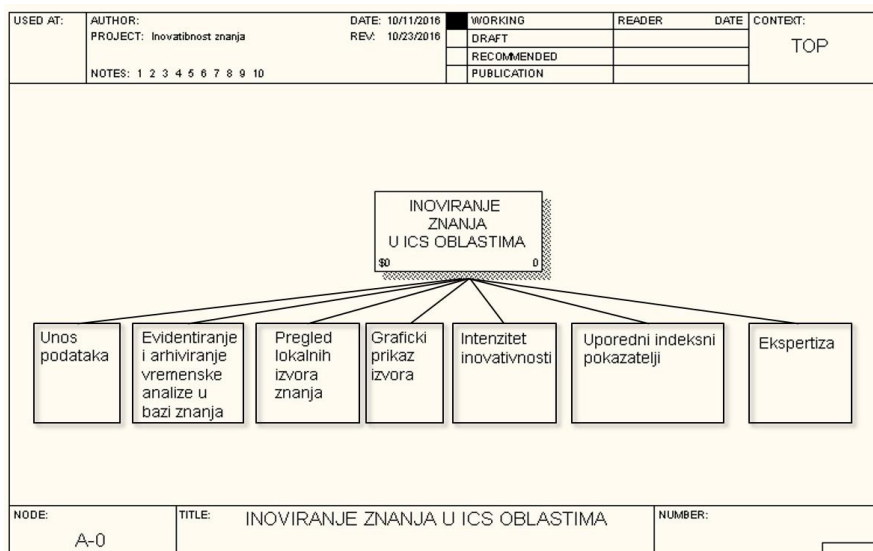 USED AT:
AUTHOR:
DATE: 10/11/2016
WORKING
READER
DATE
CONTEXT:
PROJECT: Inovatibnost znanja
REV: 10/23/2016
DRAFT
TOP
RECOMMENDED
NOTES: 1 2 3 4 5 6 7 8 9 10
PUBLICATION
INOVIRANJE
ZNANJA
U ICS OBLASTIMA
$0 0
Unos
podataka
Evidentiranje
i arhiviranje
vremenske
analize u
bazi znanja
Pregled
lokalnih
izvora
znanja
Graficki
prikaz
izvora
Intenzitet
inovativnosti
Uporedni indeksni
pokazatelji
Ekspertiza
NODE:
A-0
TITLE:
INOVIRANJE ZNANJA U ICS OBLASTIMA
NUMBER: